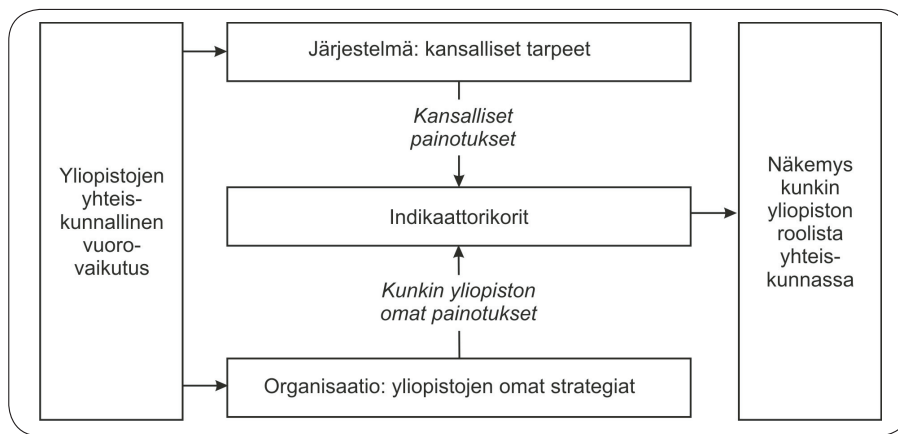 Yliopistojen
yhteis-
kunnallinen
vuoro-
vaikutus
Järjestelmä: kansalliset tarpeet
Kansalliset
painotukset
Indikaattorikorit
Kunkin yliopiston
omat painotukset
Organisaatio: yliopistojen omat strategiat
Näkemys
kunkin
yliopiston
roolista
yhteis-
kunnassa